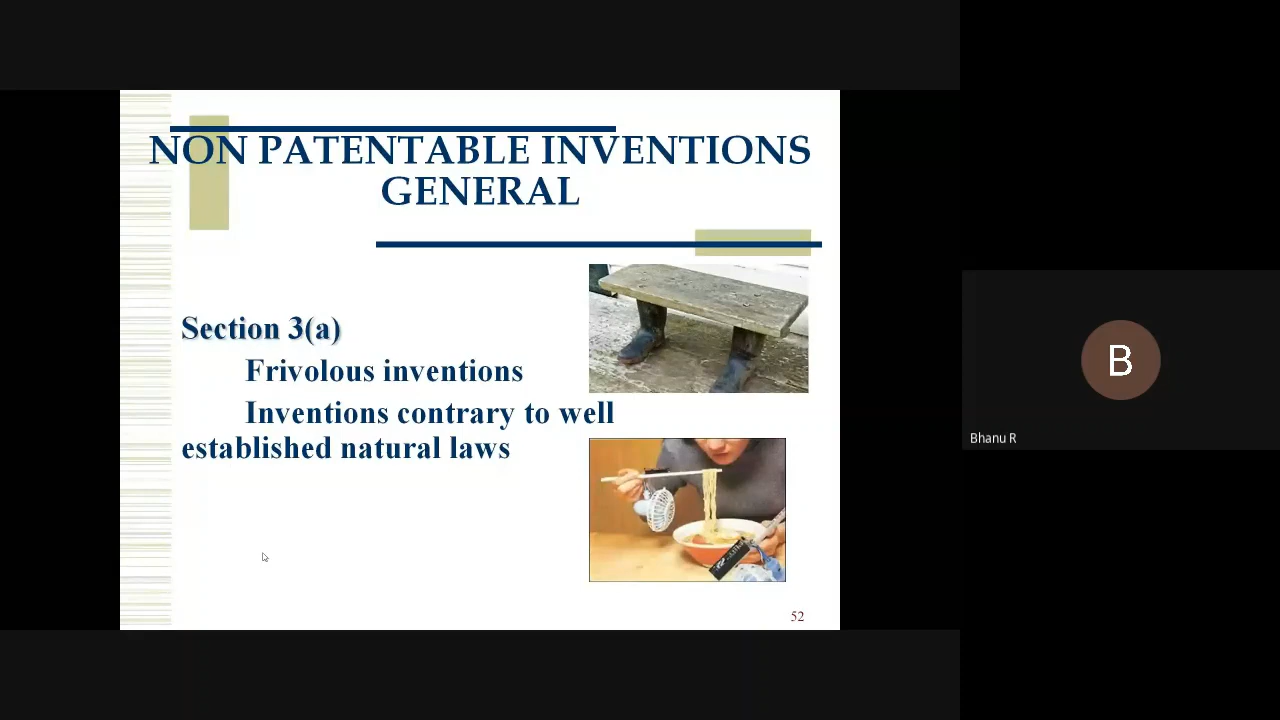 NON PATENTABLE INVENTIONS
GENERAL
Section 3(a)
Frivolous inventions
Inventions contrary to well
established natural laws
52
B
Bhanu R